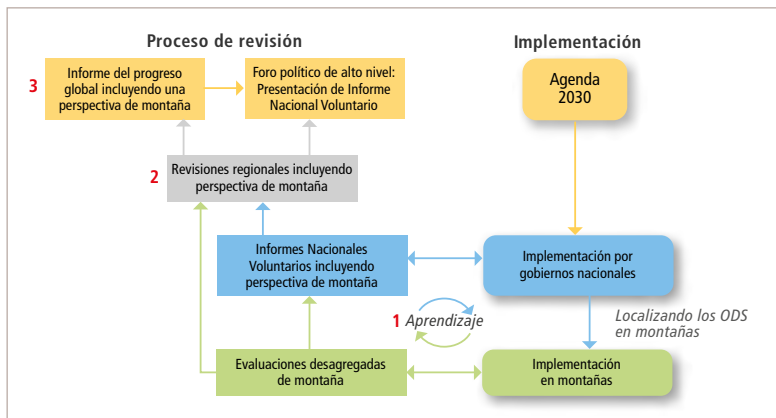 Proceso de revisión
Implementación
3
Informe del progreso
global incluyendo una
perspectiva de montaña
Foro político de alto nivel:
Presentación de Informe
Nacional Voluntario
Agenda
2030
2
Revisiones regionales incluyendo
perspectiva de montaña
Informes Nacionales
Voluntarios incluyendo
perspectiva de montaña
Implementación por
gobiernos nacionales
1 Aprendizaje
Localizando los ODS
en montañas
Evaluaciones desagregadas
de montaña
Implementación
en montañas